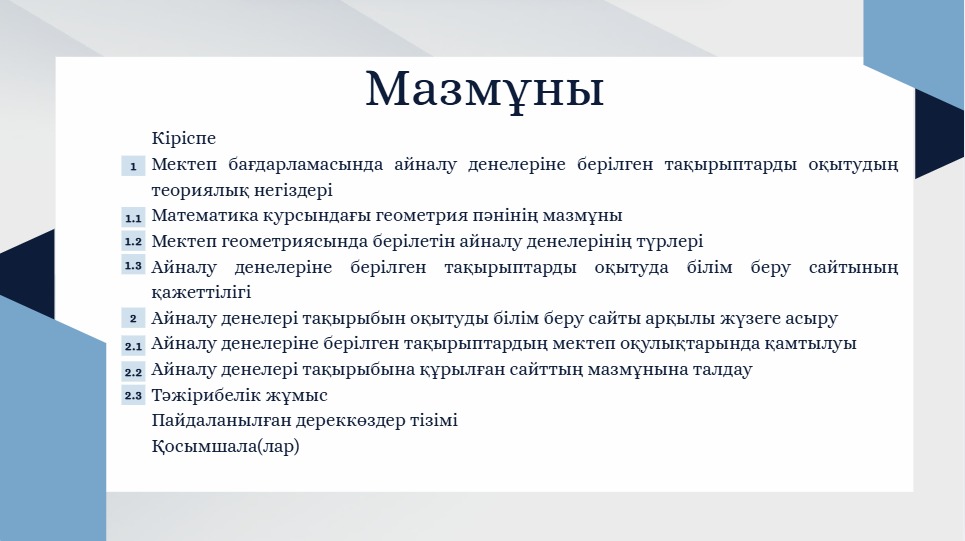 Мазмұны
Кіріспе
1 Мектеп бағдарламасында айналу денелеріне берілген тақырыптарды оқытудың
теориялық негіздері
1.1 Математика курсындағы геометрия пәнінің мазмұны
1.2 Мектеп геометриясында берілетін айналу денелерінің түрлері
1.3 Айналу денелеріне берілген тақырыптарды оқытуда білім беру сайтының
қажеттілігі
2 Айналу денелері тақырыбын оқытуды білім беру сайты арқылы жүзеге асыру
2.1 Айналу денелеріне берілген тақырыптардың мектеп оқулықтарында қамтылуы
2.2 Айналу денелері тақырыбына құрылған сайттың мазмұнына талдау
2.3 Тәжірибелік жұмыс
Пайдаланылған дереккөздер тізімі
Қосымшала(лар)